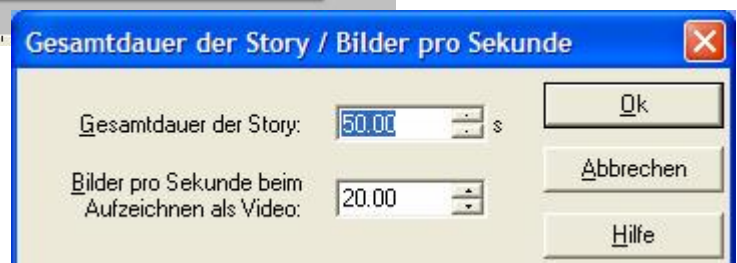 Gesamtdauer der Story / Bilder pro Sekunde
Gesamtdauer der Story: 50.00 s
Ok
Bilder pro Sekunde beim
Aufzeichnen als Video: 20.00
Abbrechen
Hilfe